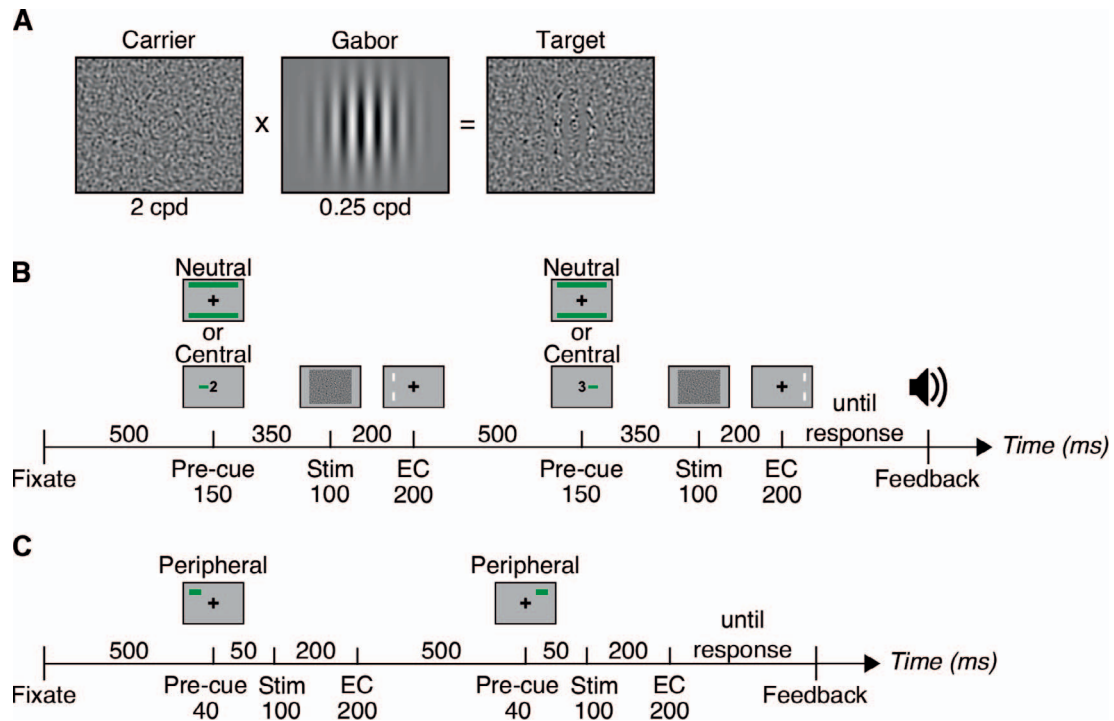 A
Carrier Gabor Target
x =
2 cpd 0.25 cpd
B
Neutral Neutral
+ +
or or
Central Central
2 + 3 +
until
500 350 200 500 350 200 response
Time (ms)
Fixate Pre-cue Stim EC Pre-cue Stim EC Feedback
150 100 200 150 100 200
C
Peripheral Peripheral
+ +
until
500 50 200 500 50 200 response
Time (ms)
Fixate Pre-cue Stim EC Pre-cue Stim EC Feedback
40 100 200 40 100 200